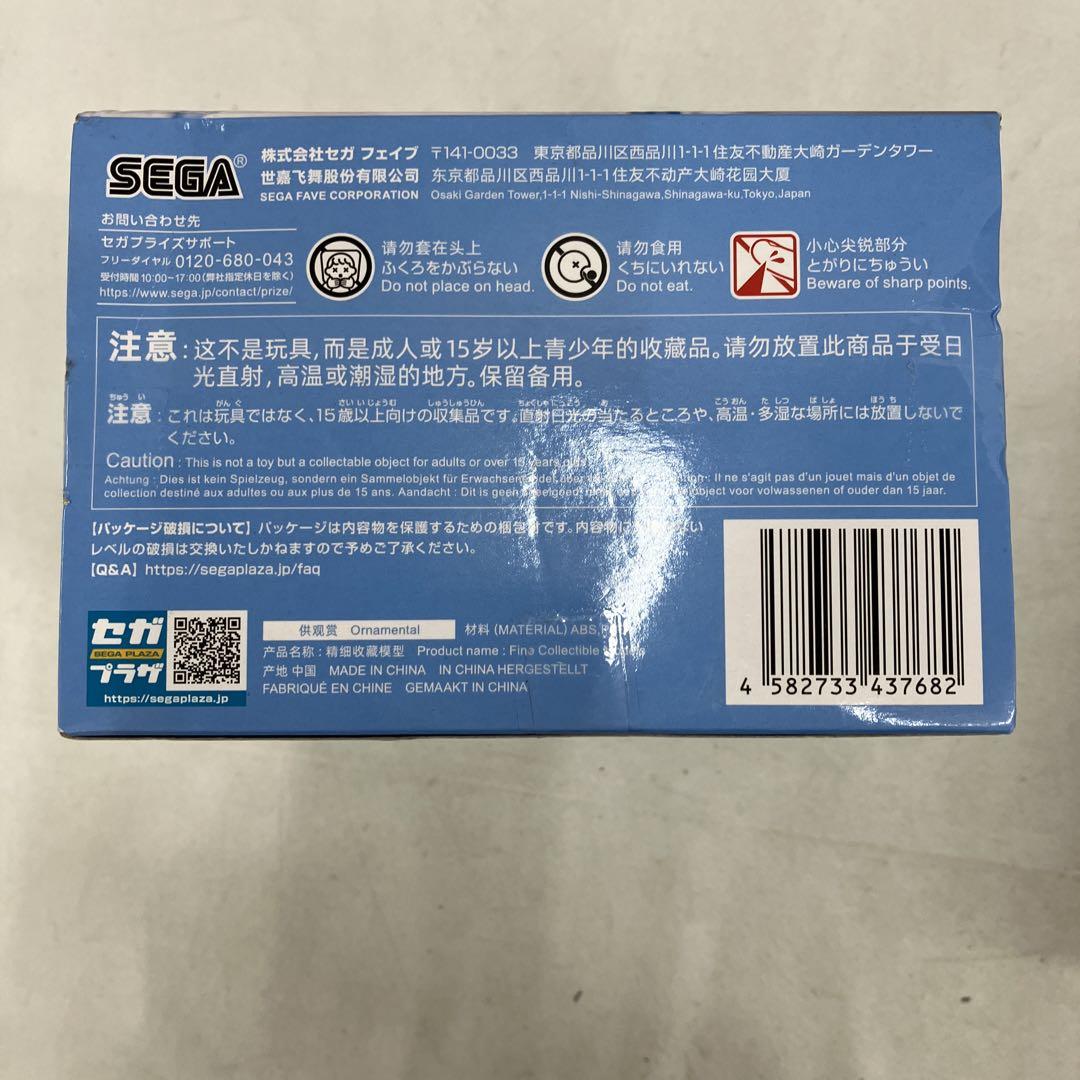 SEGA®
株式会社セガ フェイブ 〒141-0033 東京都品川区西品川1-1-1住友不動産大崎ガーデンタワー
世嘉飞舞股份有限公司 东京都品川区西品川1-1-1住友不动产大崎花园大厦
SEGA FAVE CORPORATION Osaki Garden Tower,1-1-1 Nishi-Shinagawa,Shinagawa-ku,Tokyo,Japan
お問い合わせ先
セガプライズサポート
フリーダイヤル 0120-680-043
受付時間 10:00~17:00(弊社指定休日を除く)
https://www.sega.jp/contact/prize/
请勿套在头上
ふくろをかぶらない
Do not place on head.
请勿食用
くちにいれない
Do not eat.
小心尖锐部分
とがりにちゅうい
Beware of sharp points.
注意:这不是玩具,而是成人或15岁以上青少年的收藏品。请勿放置此商品于受日
光直射,高温或潮湿的地方。保留备用。
注意:これは玩具ではなく、15歳以上向けの収集品です。直射日光の当たるところや、高温・多湿な場所には放置しないで
ください。
Caution : This is not a toy but a collectable object for adults or over 15 years
Achtung : Dies ist kein Spielzeug, sondern ein Sammelobjekt für Erwachsene : Il ne s'agit pas d'un jouet mais d'un objet de
collection destiné aux adultes ou aux plus de 15 ans. Aandacht : Dit is geen voor volwassenen of ouder dan 15 jaar.
【パッケージ破損について】パッケージは内容物を保護するための梱包材です。内容物に
レベルの破損は交換いたしかねますので予めご了承ください。
【Q&A】https://segaplaza.jp/faq
セガ
SEGA PLAZA
プラザ
https://segaplaza.jp
供观赏 Ornamental 材料 (MATERIAL) ABS,
产品名称:精细收藏模型 Product name : Fine Collectible
产地 中国 MADE IN CHINA IN CHINA HERGESTELLT
FABRIQUÉ EN CHINE GEMAAKT IN CHINA
4 582733 437682